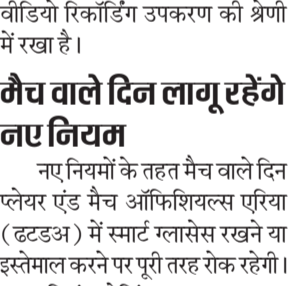 वीडियो रिकॉर्डिंग उपकरण की श्रेणी
में रखा है।
मैच वाले दिन लागू रहेंगे
नए नियम
नए नियमों के तहत मैच वाले दिन
प्लेयर एंड मैच ऑफिशियल्स एरिया
(ढटडअ) में स्मार्ट ग्लासेस रखने या
इस्तेमाल करने पर पूरी तरह रोक रहेगी।